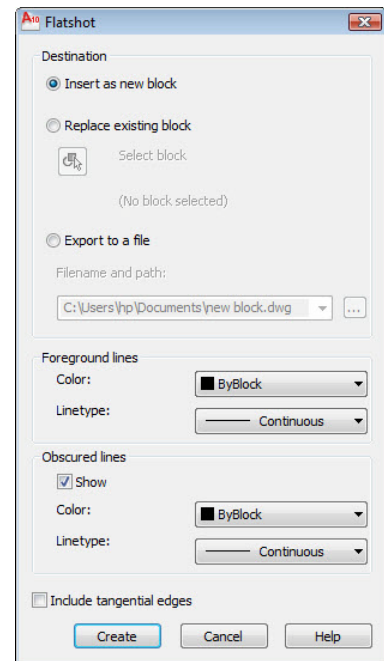 A10 Flatshot
Destination
Insert as new block
Replace existing block
Select block
(No block selected)
Export to a file
Filename and path:
C:\Users\hp\Documents\new block.dwg ...
Foreground lines
Color: ByBlock
Linetype: Continuous
Obscured lines
Show
Color: ByBlock
Linetype: Continuous
Include tangential edges
Create Cancel Help